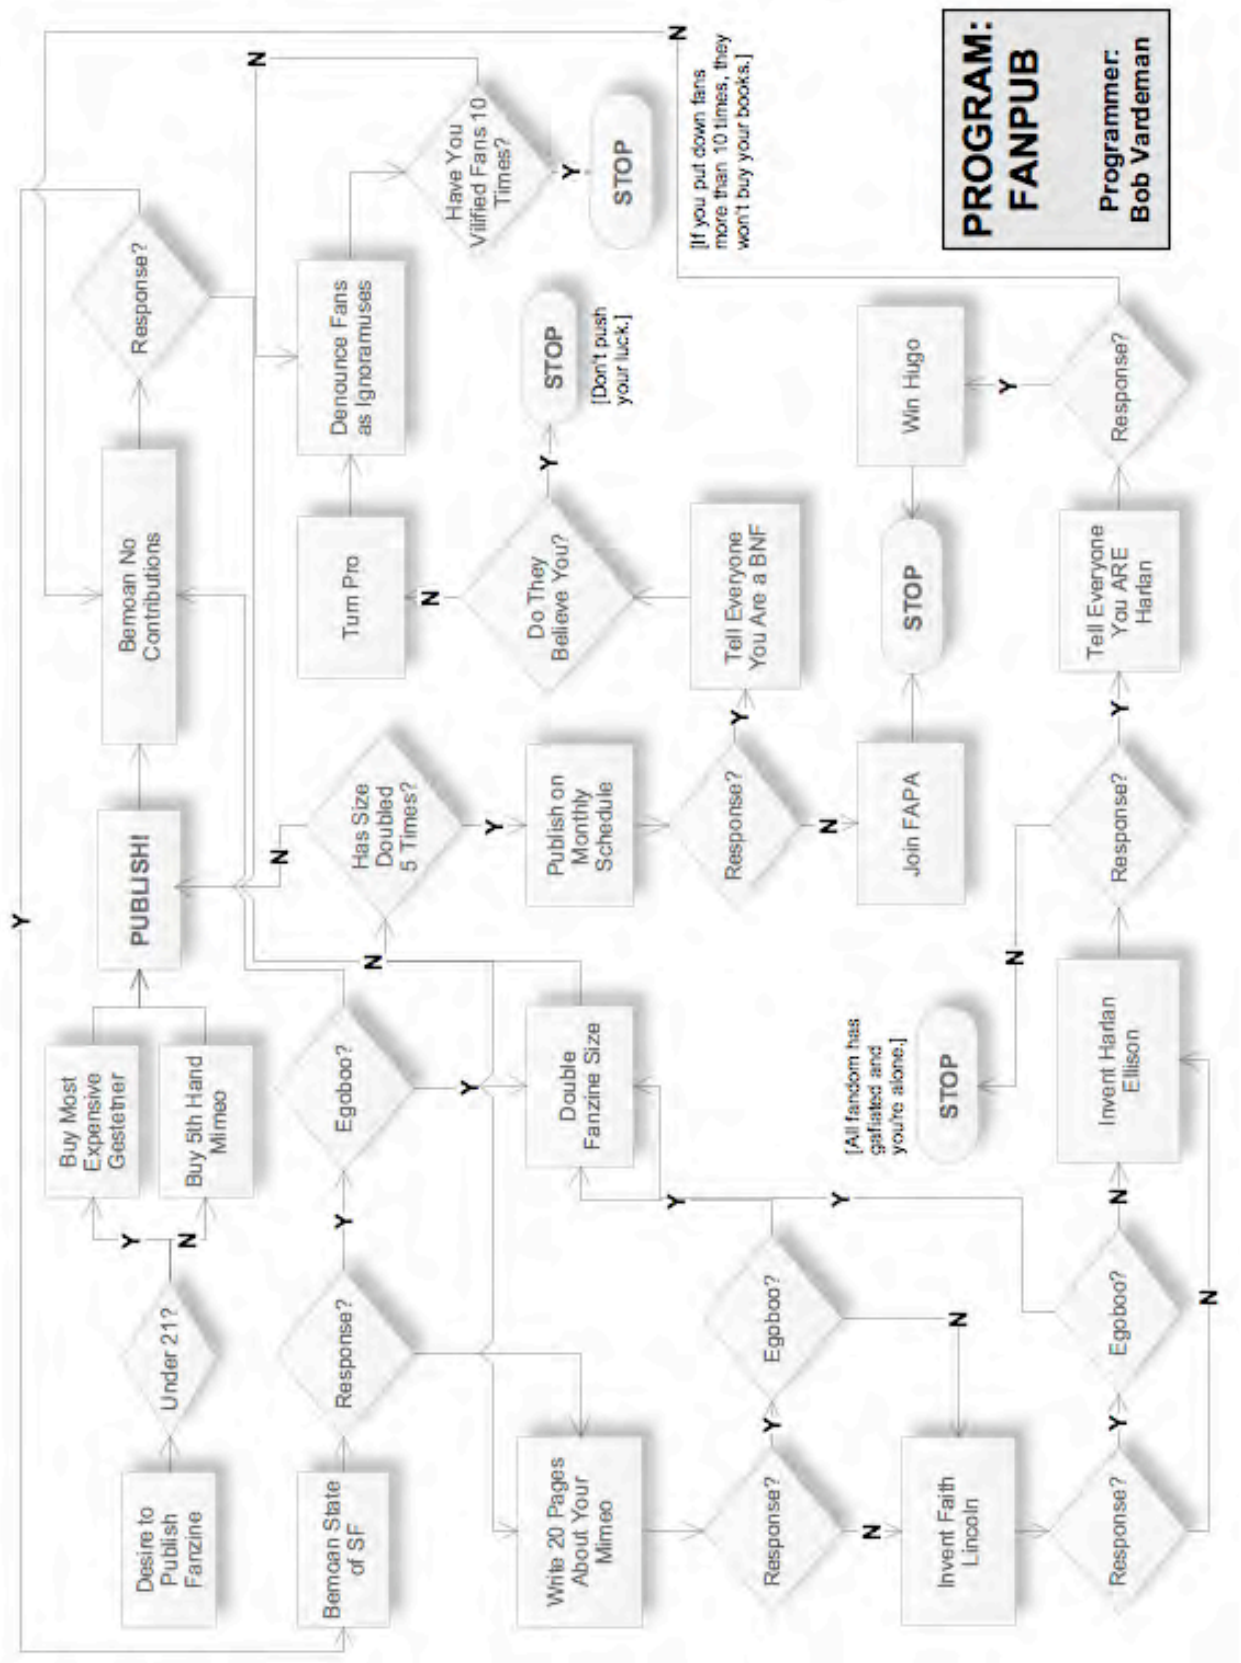 Y
Desire to
Publish
Fanzine
Under 21?
Y
N
Buy Most
Expensive
Gestetner
Buy 5th Hand
Mimeo
PUBLISH!
Bemoan No
Contributions
Response?
Bemoan State
of SF
Response?
Y
Egoboo?
Y
N
N
Has Size
Doubled
5 Times?
Y
Turn Pro
Denounce Fans
as Ignoramuses
N
Have You
Vilified Fans 10
Times?
Y
STOP
[If you put down fans
more than 10 times, they
won't buy your books.]
N
Write 20 Pages
About Your
Mimeo
Double
Fanzine Size
Publish on
Monthly
Schedule
N
Do They
Believe You?
Y
STOP
[Don't push
your luck.]
Response?
Y
Egoboo?
Y
N
N
Response?
Y
N
Tell Everyone
You Are a BNF
Invent Faith
Lincoln
[All fandom has
gafiated and
you're alone.]
STOP
Join FAPA
STOP
Win Hugo
Y
Response?
Y
Egoboo?
Y
N
N
Invent Harlan
Ellison
N
Response?
Y
Tell Everyone
You ARE
Harlan
Response?
PROGRAM:
FANPUB
Programmer:
Bob Vardeman